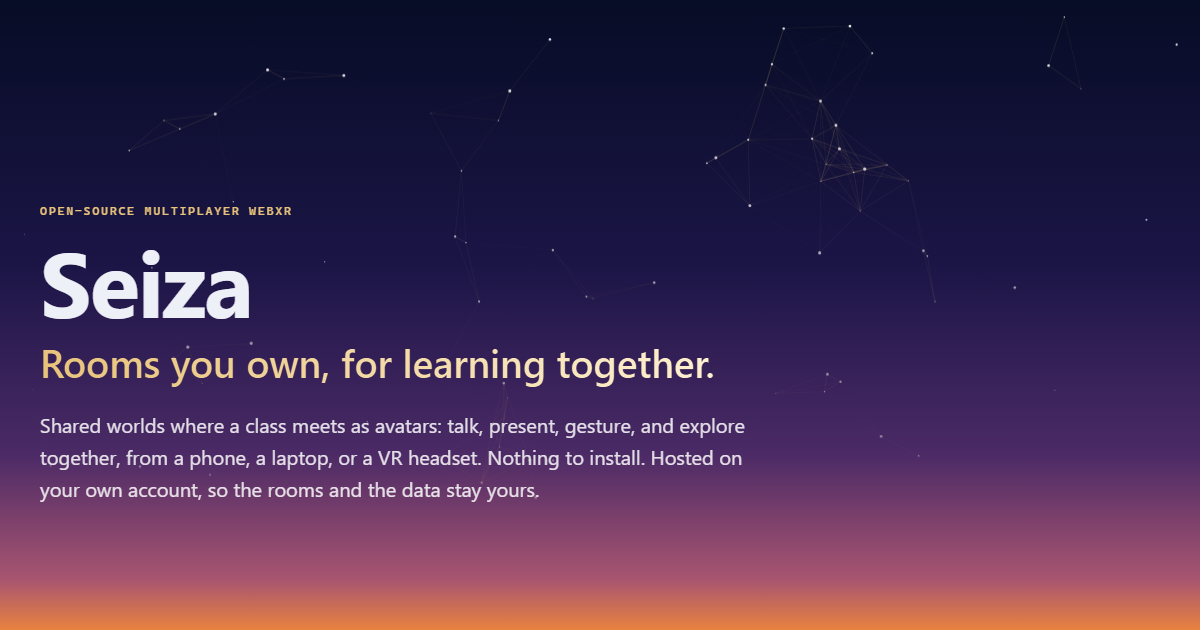 OPEN-SOURCE MULTIPLAYER WEBXR
Seiza
Rooms you own, for learning together.
Shared worlds where a class meets as avatars: talk, present, gesture, and explore
together, from a phone, a laptop, or a VR headset. Nothing to install. Hosted on
your own account, so the rooms and the data stay yours.